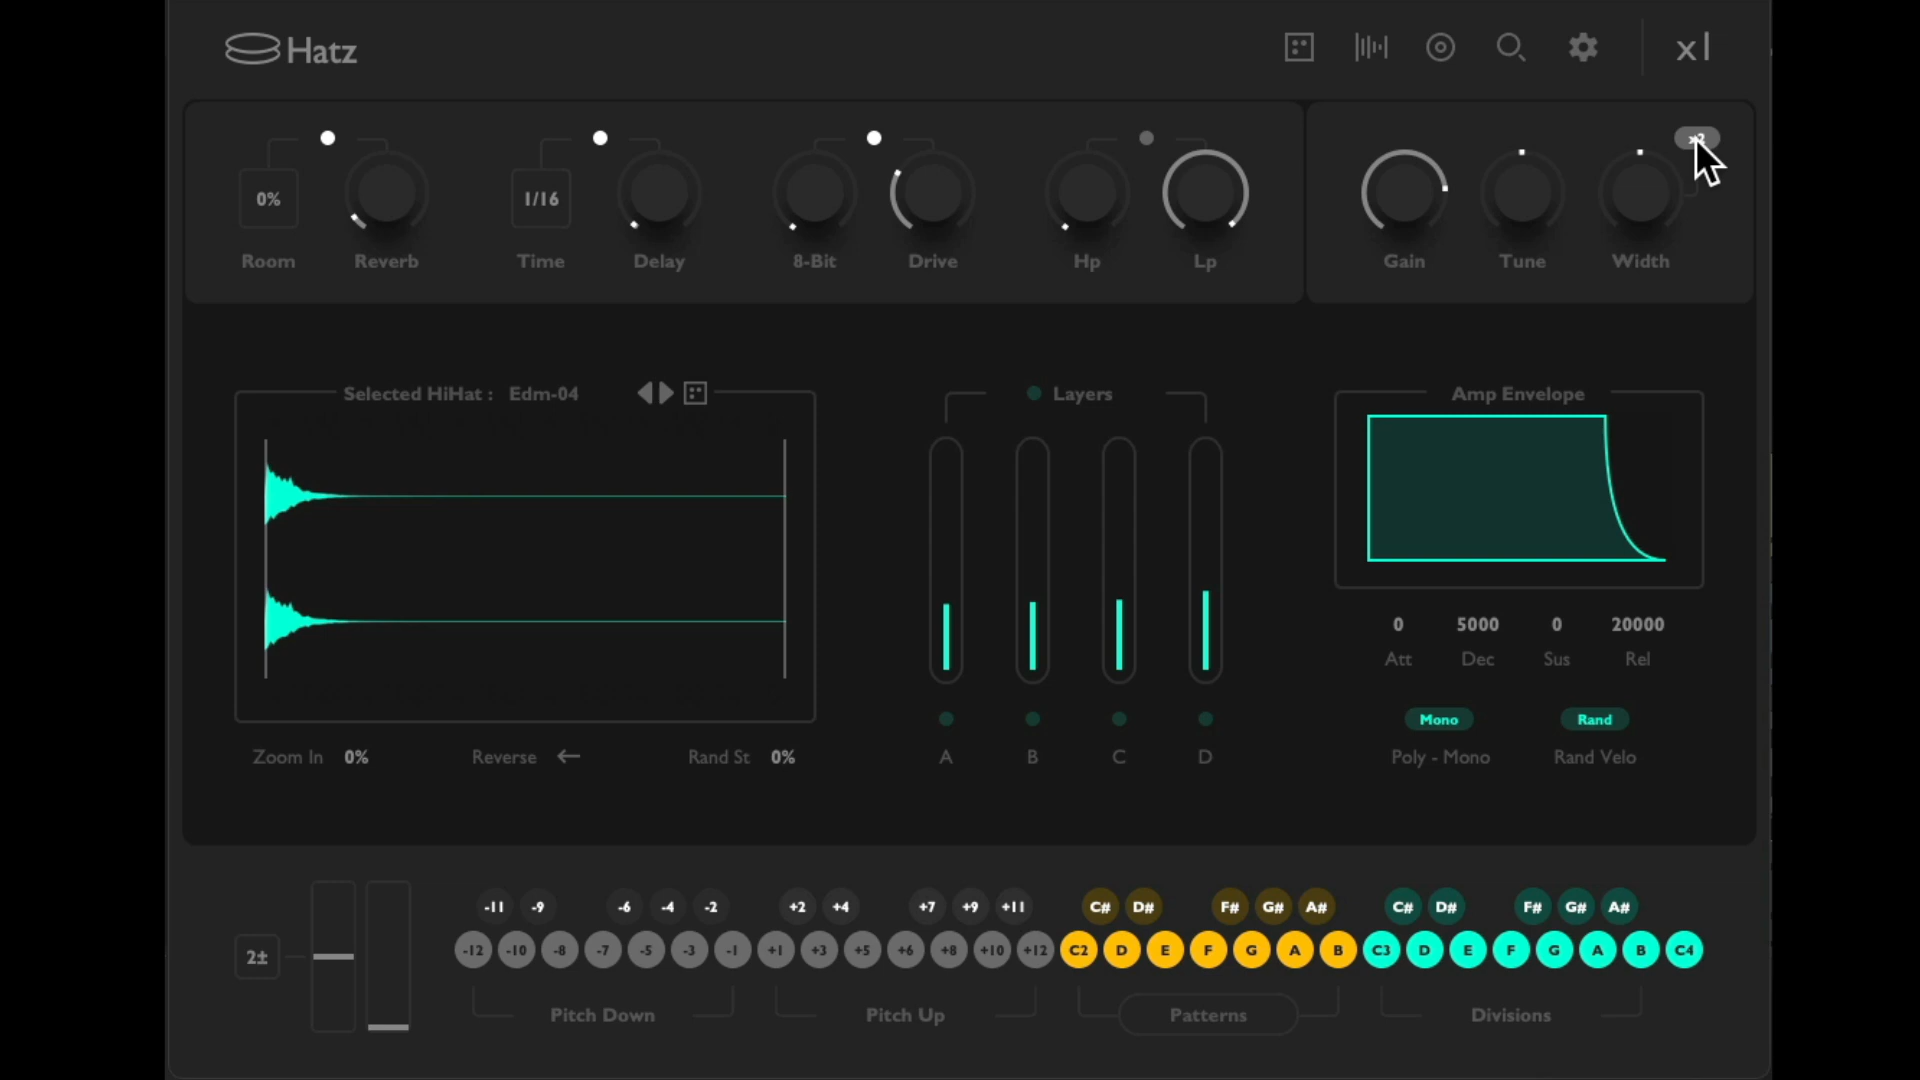 Hatz
xl
0%
1/16
Room
Reverb
Time
Delay
8-Bit
Drive
Hp
Lp
Gain
Tune
Width
Selected HiHat : Edm-04
Layers
Amp Envelope
0 5000 0 20000
Att Dec Sus Rel
Mono Rand
Zoom In 0% Reverse ← Rand St 0%
A B C D
Poly - Mono Rand Velo
-11 -9 -6 -4 -2 +2 +4 +7 +9 +11 C# D# F# G# A# C# D# F# G# A#
2±
-12 -10 -8 -7 -5 -3 -1 +1 +3 +5 +6 +8 +10 +12 C2 D E F G A B C3 D E F G A B C4
Pitch Down Pitch Up Patterns Divisions